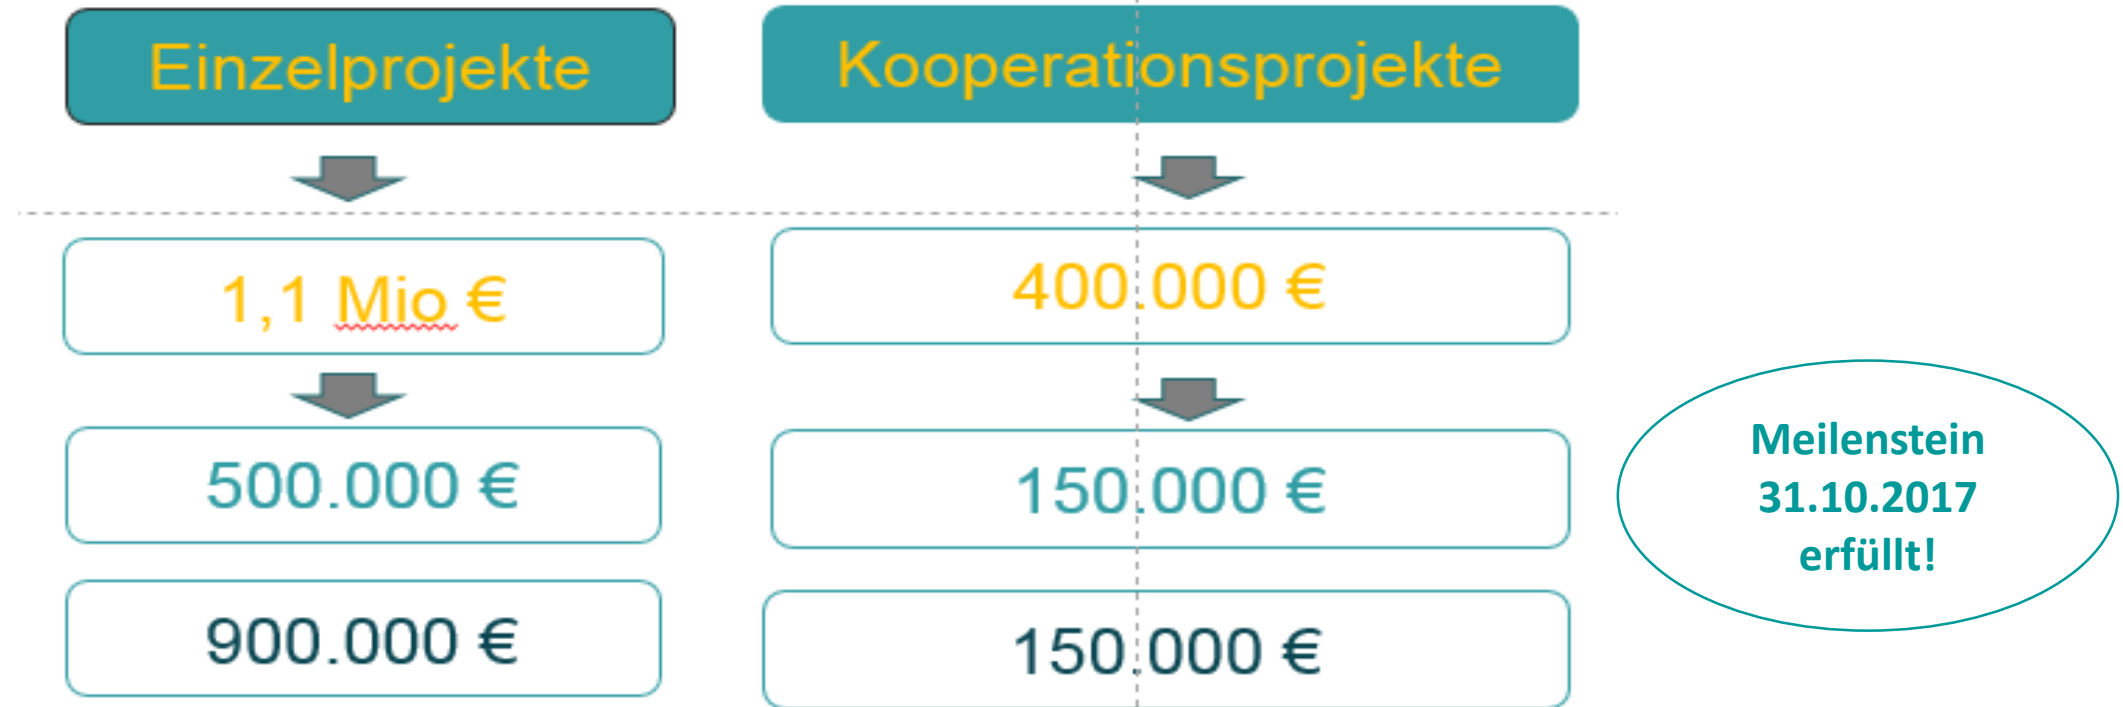 Einzelprojekte
Kooperationsprojekte
1,1 Mio €
400.000 €
500.000 €
150.000 €
Meilenstein
31.10.2017
erfüllt!
900.000 €
150.000 €